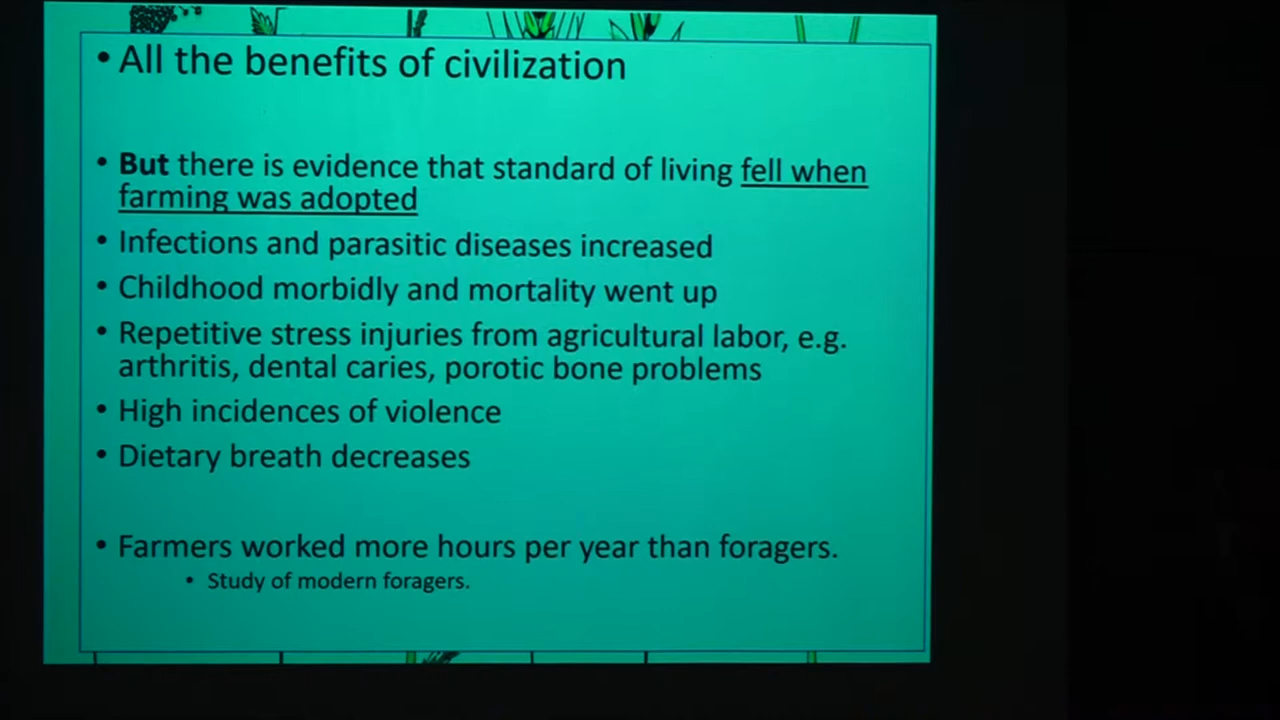 • All the benefits of civilization
• But there is evidence that standard of living fell when
farming was adopted
• Infections and parasitic diseases increased
• Childhood morbidly and mortality went up
• Repetitive stress injuries from agricultural labor, e.g.
arthritis, dental caries, porotic bone problems
• High incidences of violence
• Dietary breath decreases
• Farmers worked more hours per year than foragers.
• Study of modern foragers.